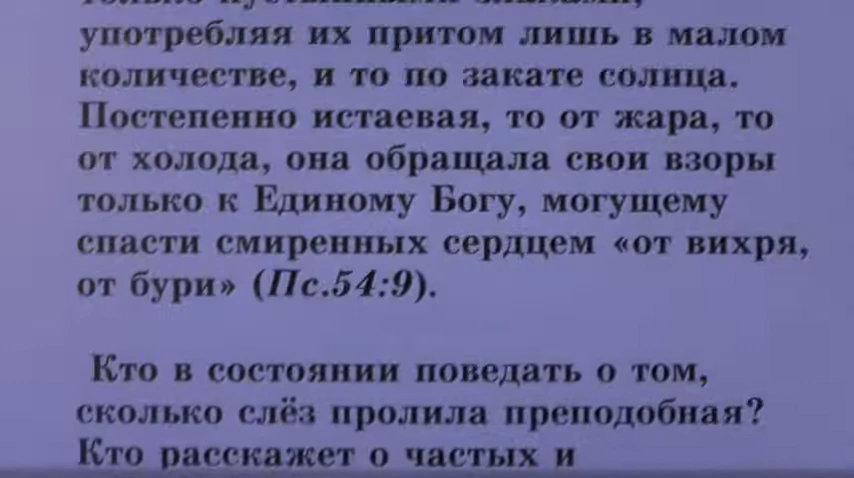 употребляя их притом лишь в малом
количестве, и то по закате солнца.
Постепенно истаевая, то от жара, то
от холода, она обращала свои взоры
только к Единому Богу, могущему
спасти смиренных сердцем «от вихря,
от бури» (Пс.54:9).
Кто в состоянии поведать о том,
сколько слёз пролила преподобная?
Кто расскажет о частых и